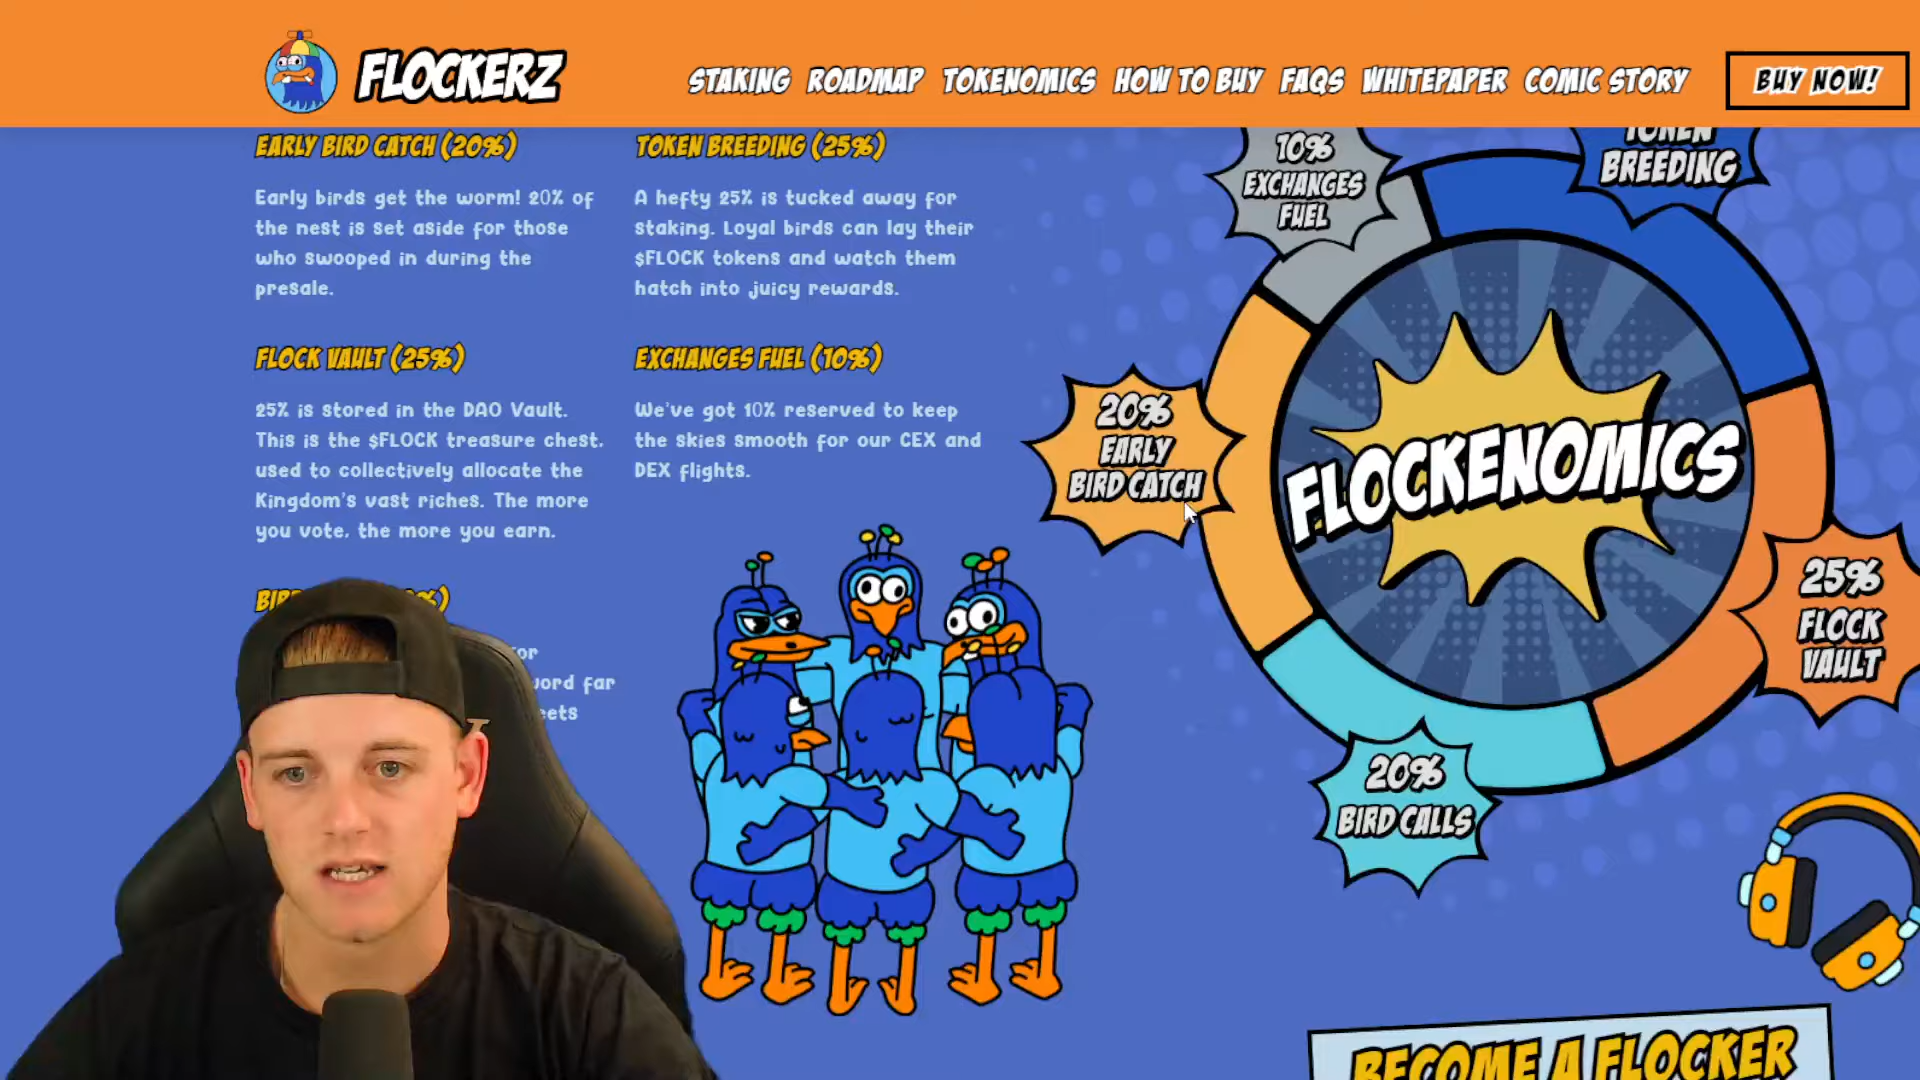 FLOCKERZ
STAKING ROADMAP TOKENOMICS HOW TO BUY FAQS WHITEPAPER COMIC STORY
BUY NOW!
EARLY BIRD CATCH (20%)
Early birds get the worm! 20% of
the nest is set aside for those
who swooped in during the
presale.
TOKEN BREEDING (25%)
A hefty 25% is tucked away for
staking. Loyal birds can lay their
$FLOCK tokens and watch them
hatch into juicy rewards.
FLOCK VAULT (25%)
25% is stored in the DAO Vault.
This is the $FLOCK treasure chest,
used to collectively allocate the
Kingdom's vast riches. The more
you vote, the more you earn.
EXCHANGES FUEL (10%)
We've got 10% reserved to keep
the skies smooth for our CEX and
DEX flights.
far
10%
EXCHANGES
FUEL
TOKEN
BREEDING
20%
EARLY
BIRD CATCH
FLOCKENOMICS
25%
FLOCK
VAULT
20%
BIRD CALLS
BECOME A FLOCKER